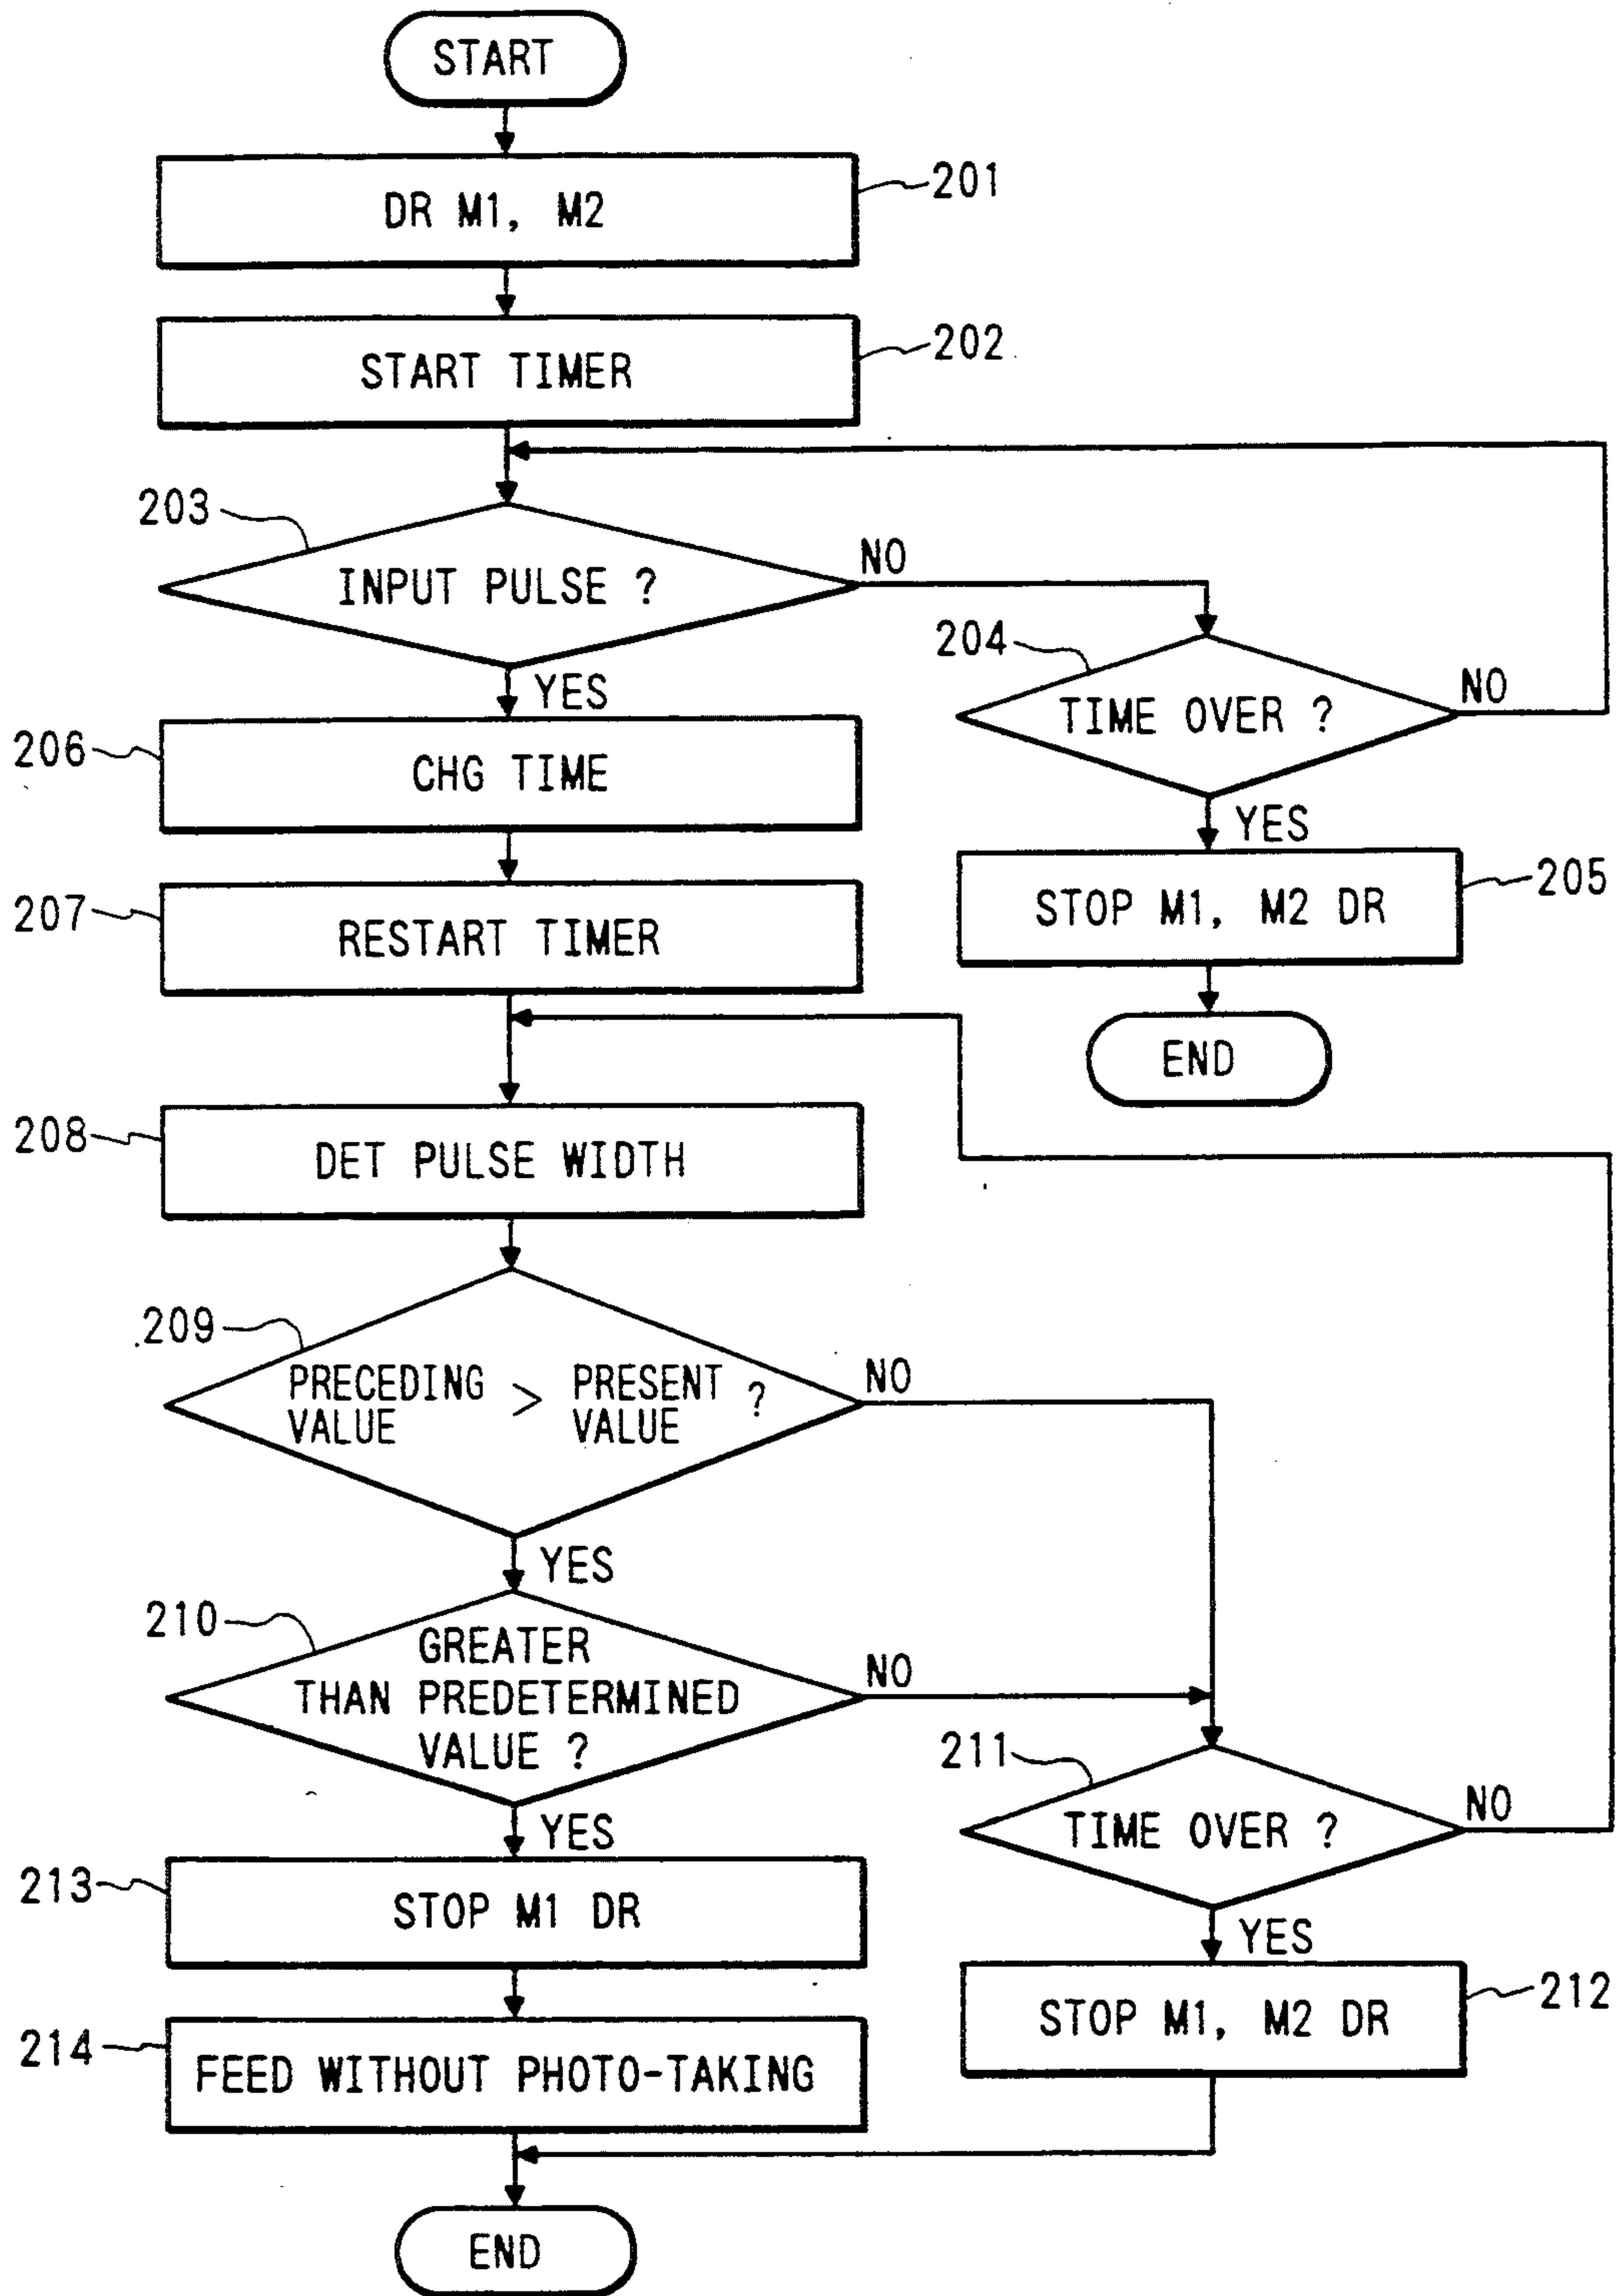 START
201
DR M1, M2
202
START TIMER
203
INPUT PULSE ?
NO
204
TIME OVER ?
NO
YES
YES
206
CHG TIME
205
STOP M1, M2 DR
207
RESTART TIMER
END
208
DET PULSE WIDTH
209
PRECEDING
VALUE
>
PRESENT
VALUE
?
NO
YES
210
GREATER
THAN PREDETERMINED
VALUE ?
NO
211
TIME OVER ?
NO
YES
YES
213
STOP M1 DR
212
STOP M1, M2 DR
214
FEED WITHOUT PHOTO-TAKING
END